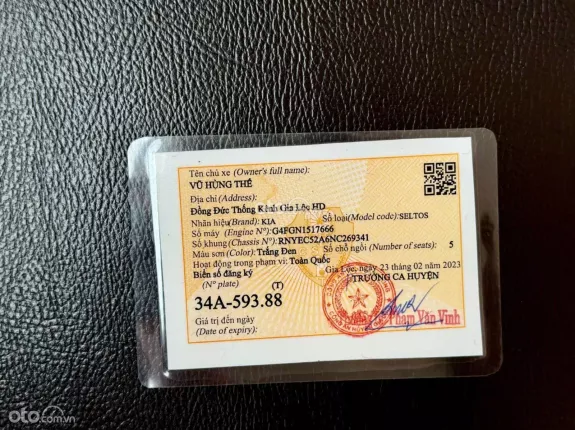 Tên chủ xe (Owner's full name):
VŨ HÙNG THẾ
Địa chỉ (Address):
Đồng Đức Thống Kênh Gia Lộc HD
Nhãn hiệu(Brand): KIA Số loại(Model code): SELTOS
Số máy (Engine Nº): G4FGN1517666
Số khung (Chassis Nº):RNYEC52A6NC269341
Màu sơn(Color): Trắng Đen Số chỗ ngồi (Number of seats): 5
Hoạt động trong phạm vi: Toàn Quốc
Biển số đăng ký Gia Lộc, ngày 23 tháng 02 năm 2023
(Nº plate) (T) TRƯỞNG CA HUYỆN
34A-593.88
Giá trị đến ngày Phạm Văn Vinh
(Date of expiry):
oto.com.vn